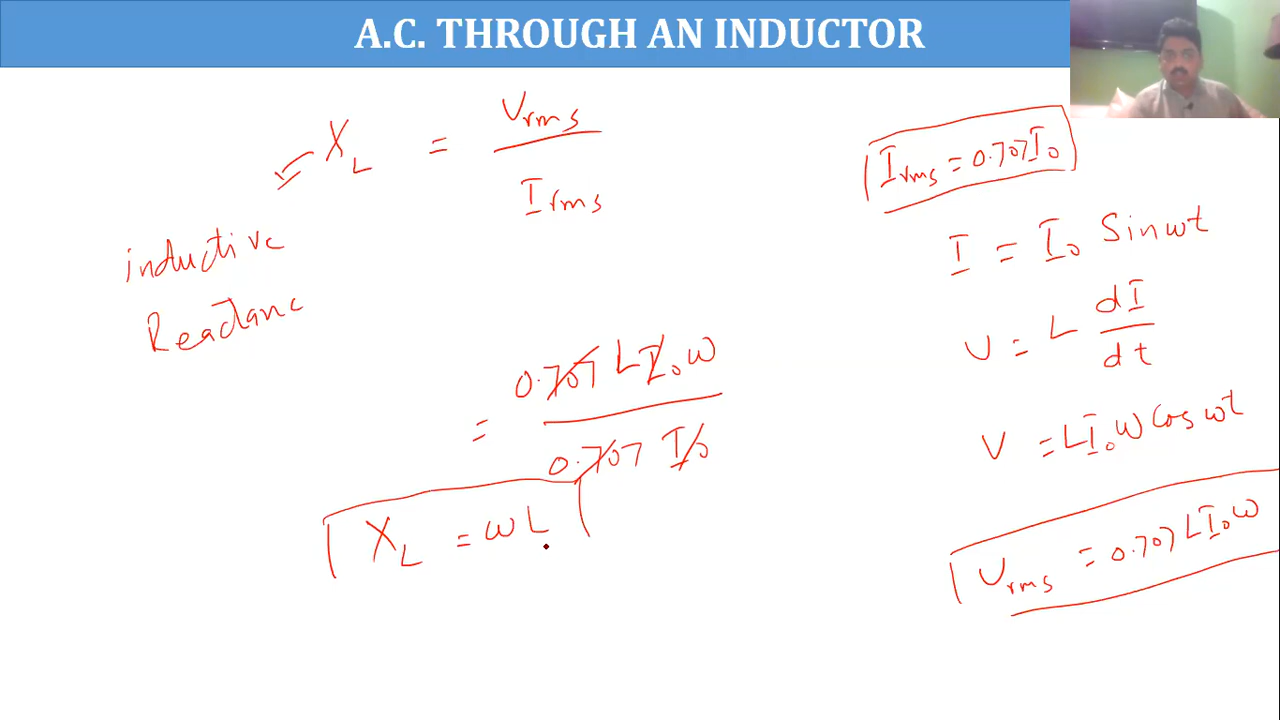 A.C. THROUGH AN INDUCTOR
X_L = V_rms / I_rms
inductive
Reactanc
= 0.707 L I_0 ω / 0.707 I_0
X_L = ω L
I_rms = 0.707 I_0
I = I_0 Sin ωt
V = L dI / dt
V = L I_0 ω Cos ωt
V_rms = 0.707 L I_0 ω